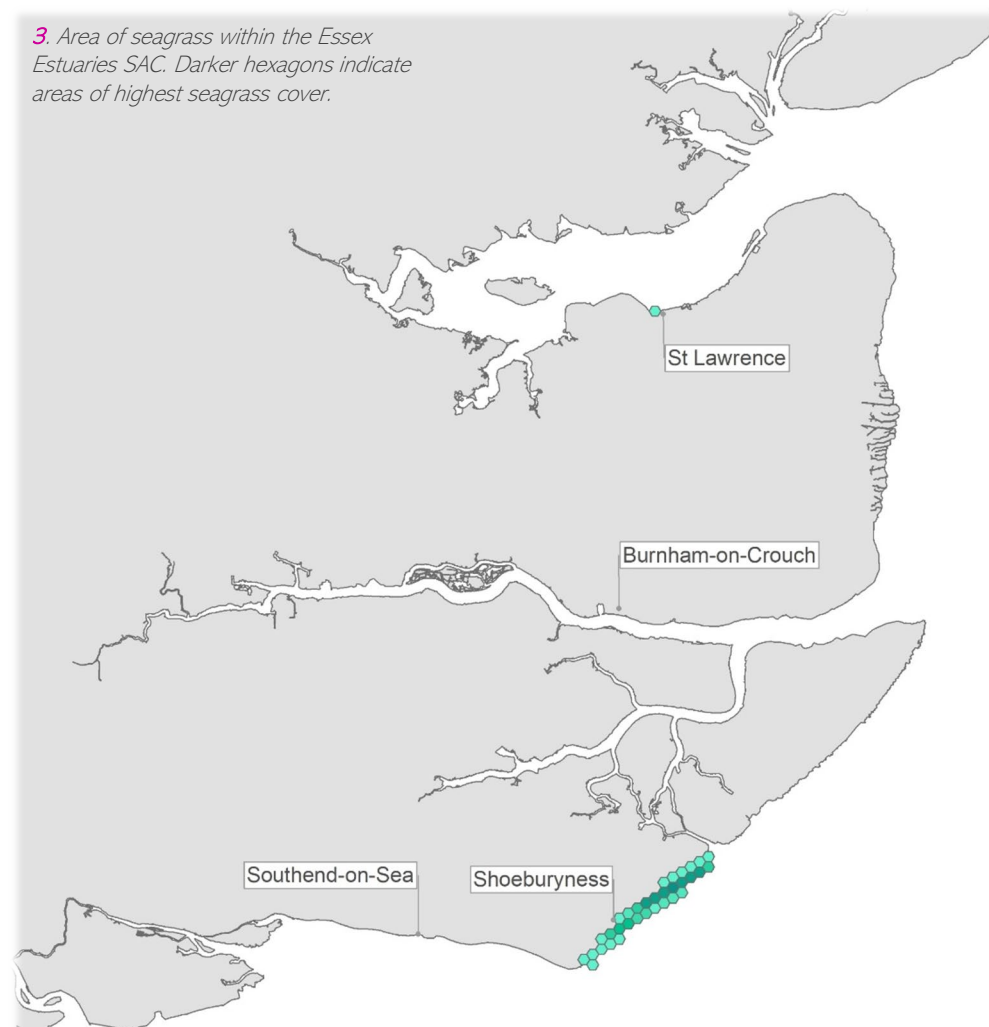 3. Area of seagrass within the Essex
Estuaries SAC. Darker hexagons indicate
areas of highest seagrass cover.
St Lawrence
Burnham-on-Crouch
Southend-on-Sea
Shoeburyness